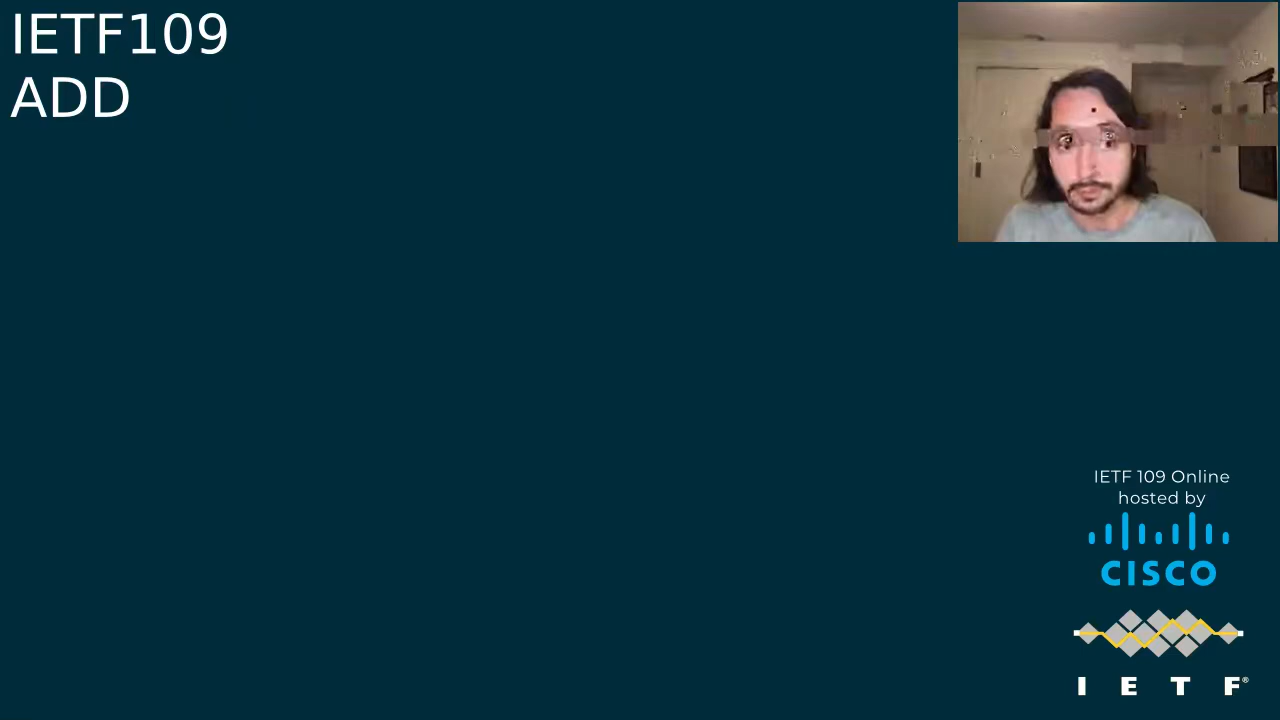 IETF109
ADD
IETF 109 Online
hosted by
CISCO
I E T F®